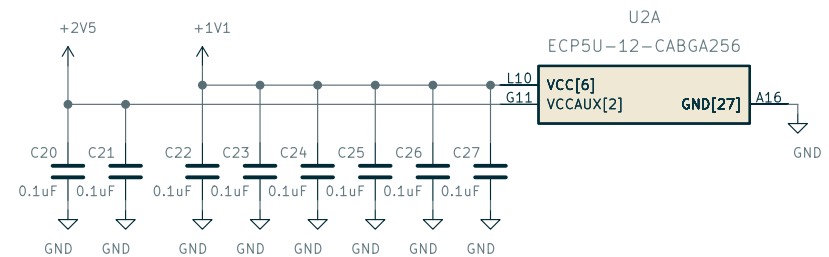 U2A
+2V5
+1V1
ECP5U-12-CABGA256
L10
VCC[6]
G11
VCCAUX[2]
GND[27]
A16
C20
C21
C22
C23
C24
C25
C26
C27
GND
0.1uF
0.1uF
0.1uF
0.1uF
0.1uF
0.1uF
0.1uF
0.1uF
GND
GND
GND
GND
GND
GND
GND
GND